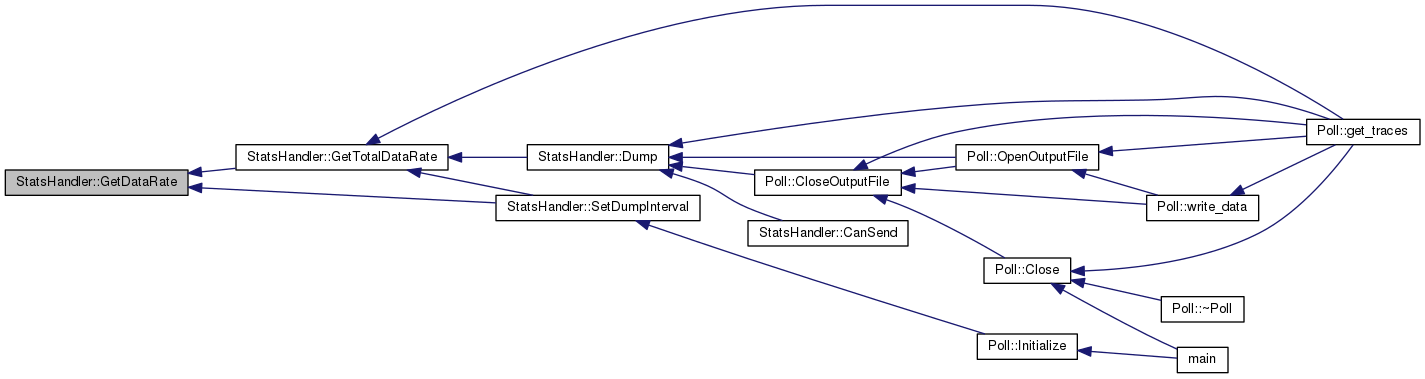 StatsHandler::GetDataRate
StatsHandler::GetTotalDataRate
StatsHandler::SetDumpInterval
StatsHandler::Dump
Poll::CloseOutputFile
StatsHandler::CanSend
Poll::OpenOutputFile
Poll::write_data
Poll::get_traces
Poll::Close
Poll::~Poll
Poll::Initialize
main